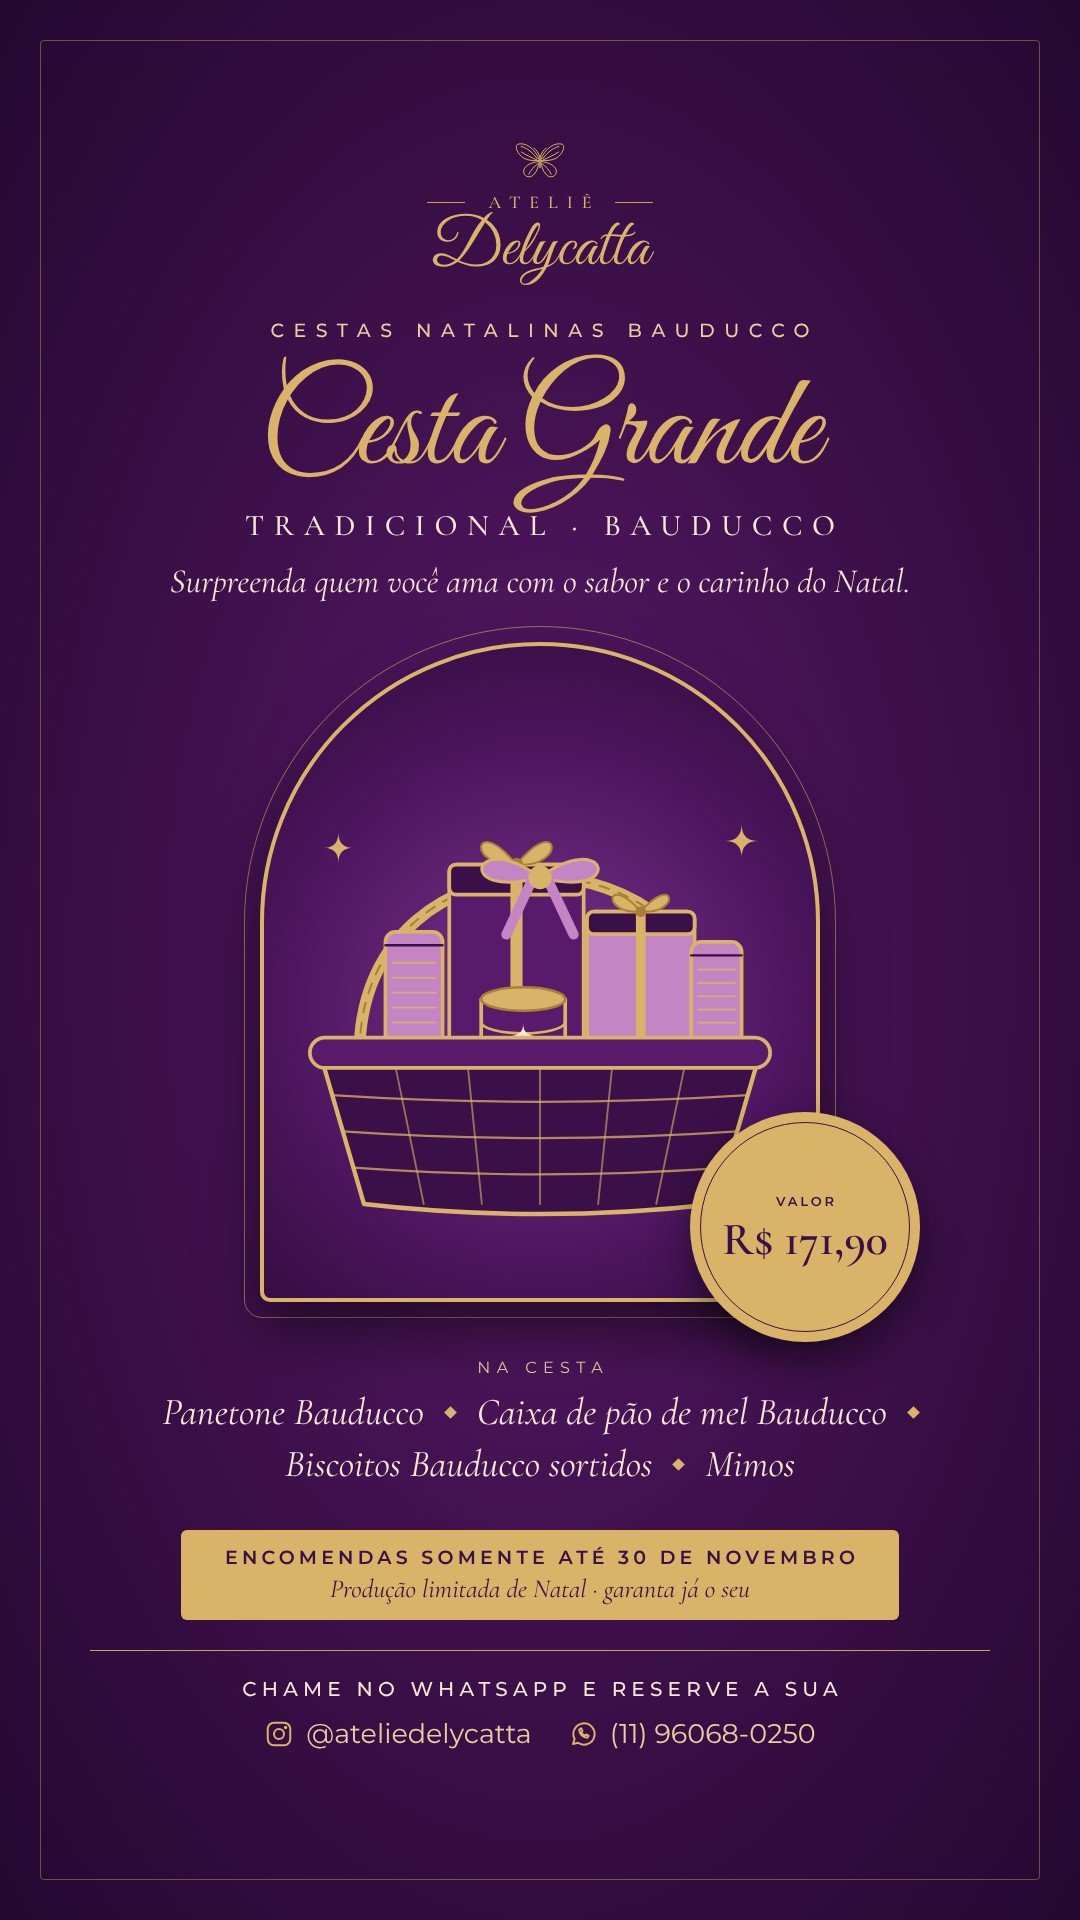 ATELIÊ
Delycatta
CESTAS NATALINAS BAUDUCCO
Cesta Grande
TRADICIONAL · BAUDUCCO
Surpreenda quem você ama com o sabor e o carinho do Natal.
VALOR
R$ 171,90
NA CESTA
Panetone Bauducco ◆ Caixa de pão de mel Bauducco ◆
Biscoitos Bauducco sortidos ◆ Mimos
ENCOMENDAS SOMENTE ATÉ 30 DE NOVEMBRO
Produção limitada de Natal · garanta já o seu
CHAME NO WHATSAPP E RESERVE A SUA
@ateliedelycatta (11) 96068-0250